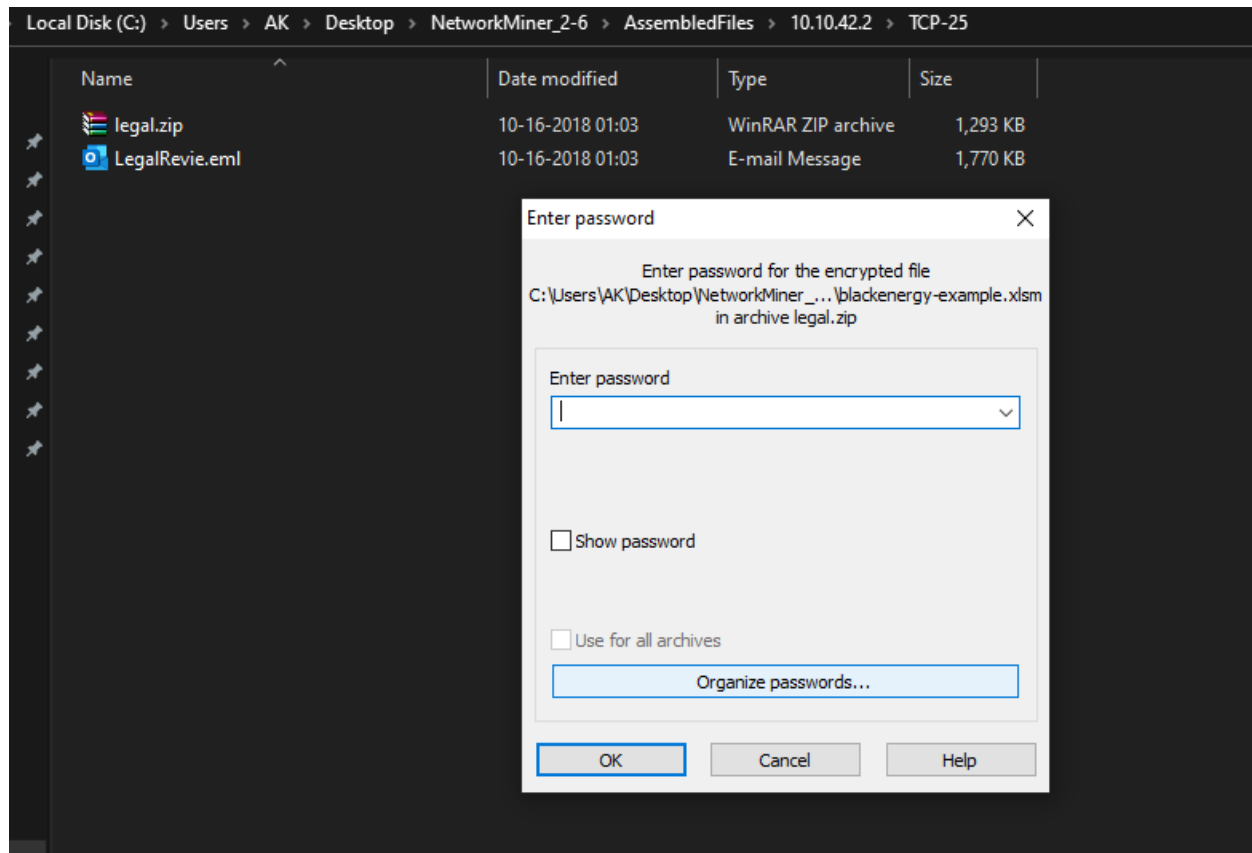 Local Disk (C:) > Users > AK > Desktop > NetworkMiner_2-6 > AssembledFiles > 10.10.42.2 > TCP-25
Name Date modified Type Size
legal.zip 10-16-2018 01:03 WinRAR ZIP archive 1,293 KB
LegalRevie.eml 10-16-2018 01:03 E-mail Message 1,770 KB
Enter password
Enter password for the encrypted file
C:\Users\AK\Desktop\NetworkMiner_...\blackenergy-example.xlsm
in archive legal.zip
Enter password
Show password
Use for all archives
Organize passwords...
OK Cancel Help